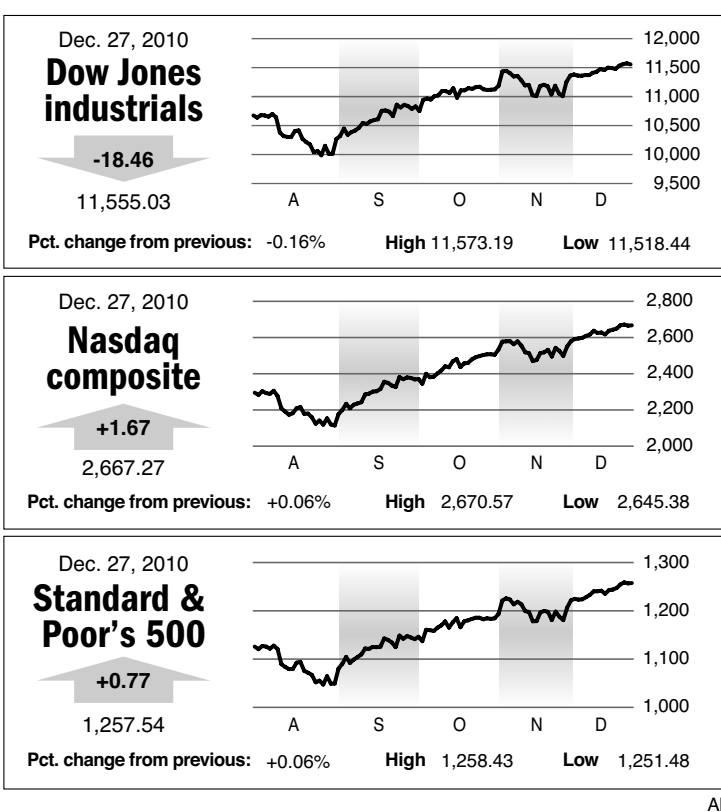 Dec. 27, 2010
Dow Jones
industrials
-18.46
11,555.03
12,000
11,500
11,000
10,500
10,000
9,500
A S O N D
Pct. change from previous: -0.16% High 11,573.19 Low 11,518.44
Dec. 27, 2010
Nasdaq
composite
+1.67
2,667.27
2,800
2,600
2,400
2,200
2,000
A S O N D
Pct. change from previous: +0.06% High 2,670.57 Low 2,645.38
Dec. 27, 2010
Standard &
Poor's 500
+0.77
1,257.54
1,300
1,200
1,100
1,000
A S O N D
Pct. change from previous: +0.06% High 1,258.43 Low 1,251.48